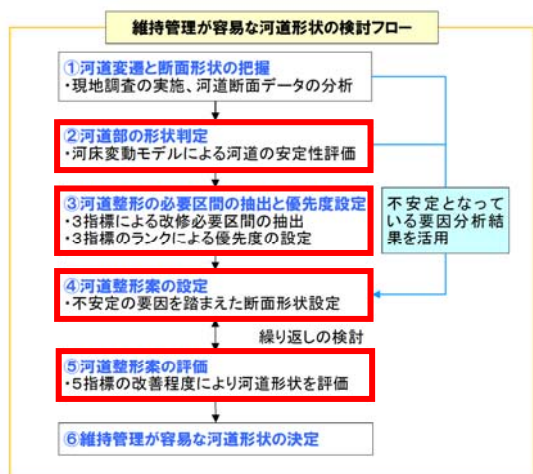 維持管理が容易な河道形状の検討フロー
①河道変遷と断面形状の把握
・現地調査の実施、河道断面データの分析
②河道部の形状判定
・河床変動モデルによる河道の安定性評価
③河道整形の必要区間の抽出と優先度設定
・3指標による改修必要区間の抽出
・3指標のランクによる優先度の設定
不安定となって
いる要因分析結
果を活用
④河道整形案の設定
・不安定の要因を踏まえた断面形状設定
繰り返しの検討
⑤河道整形案の評価
・5指標の改善程度により河道形状を評価
⑥維持管理が容易な河道形状の決定